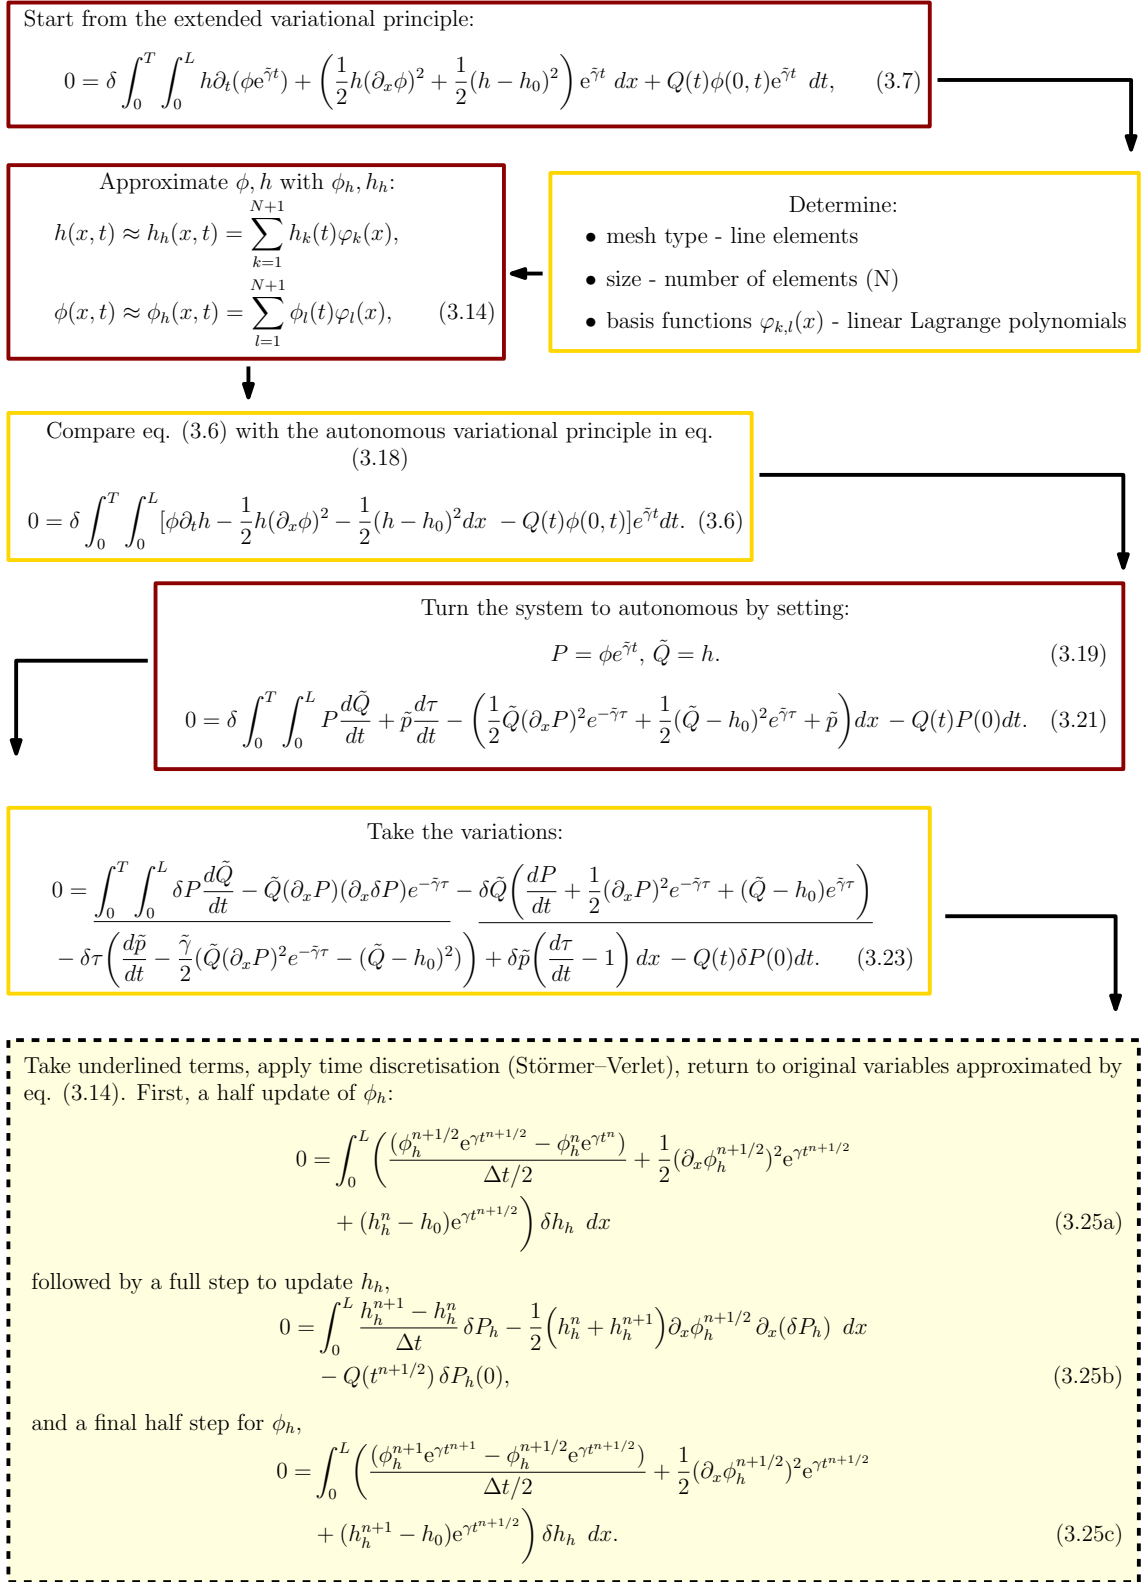 Start from the extended variational principle:
0 = δ ∫_0^T ∫_0^L h∂_t(ϕe^{γ̃t}) + (1/2 h(∂_xϕ)^2 + 1/2 (h − h_0)^2) e^{γ̃t} dx + Q(t)ϕ(0, t)e^{γ̃t} dt, (3.7)
Approximate ϕ, h with ϕ_h, h_h:
h(x, t) ≈ h_h(x, t) = ∑_{k=1}^{N+1} h_k(t)φ_k(x),
ϕ(x, t) ≈ ϕ_h(x, t) = ∑_{l=1}^{N+1} ϕ_l(t)φ_l(x), (3.14)
Determine:
• mesh type - line elements
• size - number of elements (N)
• basis functions φ_{k,l}(x) - linear Lagrange polynomials
Compare eq. (3.6) with the autonomous variational principle in eq.
(3.18)
0 = δ ∫_0^T ∫_0^L [ϕ∂_t h − 1/2 h(∂_xϕ)^2 − 1/2 (h − h_0)^2 dx − Q(t)ϕ(0, t)]e^{γ̃t}dt. (3.6)
Turn the system to autonomous by setting:
P = ϕe^{γ̃t}, Q̃ = h. (3.19)
0 = δ ∫_0^T ∫_0^L P dQ̃/dt + p̃ dτ/dt − (1/2 Q̃(∂_xP)^2 e^{−γ̃τ} + 1/2 (Q̃ − h_0)^2 e^{γ̃τ} + p̃)dx − Q(t)P(0)dt. (3.21)
Take the variations:
0 = ∫_0^T ∫_0^L δP dQ̃/dt − Q̃(∂_xP)(∂_xδP)e^{−γ̃τ} − δQ̃(dP/dt + 1/2 (∂_xP)^2 e^{−γ̃τ} + (Q̃ − h_0)e^{γ̃τ})
− δτ(dp̃/dt − γ̃/2 (Q̃(∂_xP)^2 e^{−γ̃τ} − (Q̃ − h_0)^2)) + δp̃(dτ/dt − 1) dx − Q(t)δP(0)dt. (3.23)
Take underlined terms, apply time discretisation (Störmer–Verlet), return to original variables approximated by
eq. (3.14). First, a half update of ϕ_h:
0 = ∫_0^L ((ϕ_h^{n+1/2} e^{γt^{n+1/2}} − ϕ_h^n e^{γt^n}) / (Δt/2) + 1/2 (∂_xϕ_h^{n+1/2})^2 e^{γt^{n+1/2}}
+ (h_h^n − h_0)e^{γt^{n+1/2}}) δh_h dx (3.25a)
followed by a full step to update h_h,
0 = ∫_0^L (h_h^{n+1} − h_h^n)/Δt δP_h − 1/2 (h_h^n + h_h^{n+1})∂_xϕ_h^{n+1/2} ∂_x(δP_h) dx
− Q(t^{n+1/2}) δP_h(0), (3.25b)
and a final half step for ϕ_h,
0 = ∫_0^L ((ϕ_h^{n+1} e^{γt^{n+1}} − ϕ_h^{n+1/2} e^{γt^{n+1/2}}) / (Δt/2) + 1/2 (∂_xϕ_h^{n+1/2})^2 e^{γt^{n+1/2}}
+ (h_h^{n+1} − h_0)e^{γt^{n+1/2}}) δh_h dx. (3.25c)